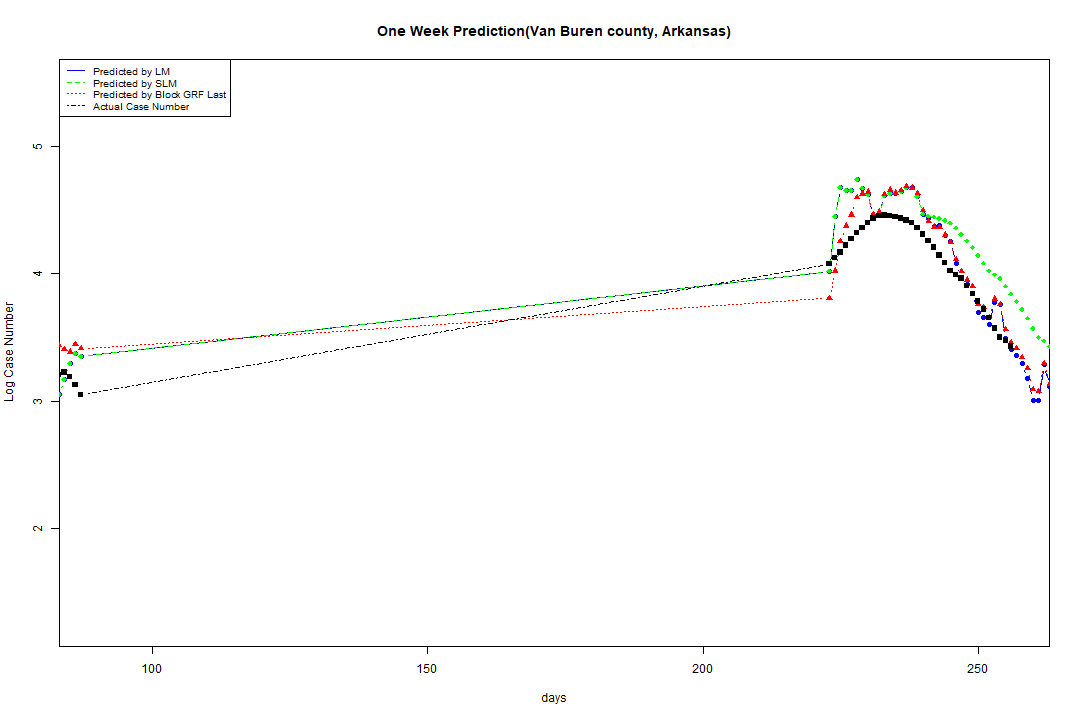 One Week Prediction(Van Buren county, Arkansas)
Predicted by LM
Predicted by SLM
Predicted by Block GRF Last
Actual Case Number
5
4
3
2
Log Case Number
100
150
200
250
days